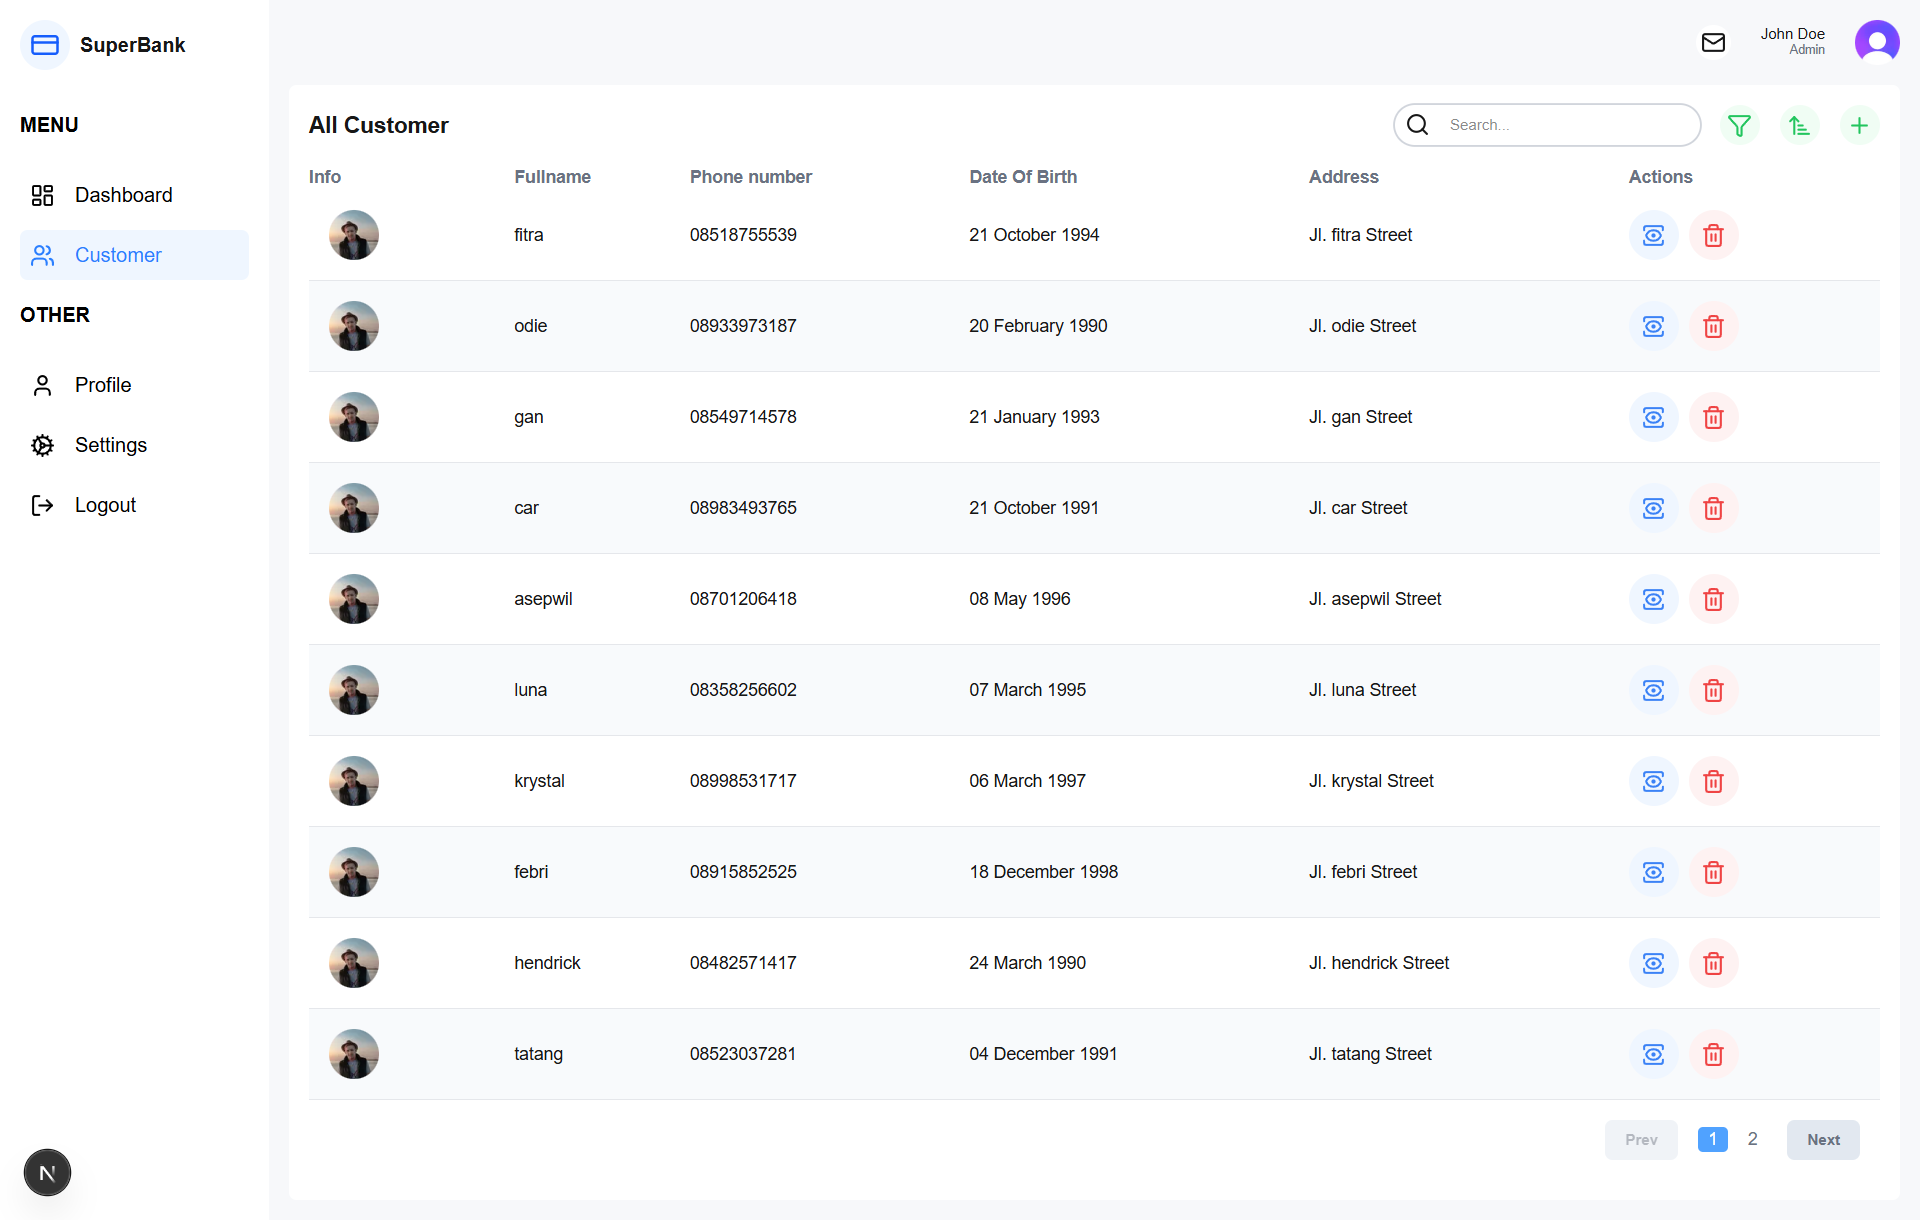 SuperBank
John Doe
Admin
MENU
Dashboard
Customer
OTHER
Profile
Settings
Logout
All Customer
Search...
Info Fullname Phone number Date Of Birth Address Actions
fitra 08518755539 21 October 1994 Jl. fitra Street
odie 08933973187 20 February 1990 Jl. odie Street
gan 08549714578 21 January 1993 Jl. gan Street
car 08983493765 21 October 1991 Jl. car Street
asepwil 08701206418 08 May 1996 Jl. asepwil Street
luna 08358256602 07 March 1995 Jl. luna Street
krystal 08998531717 06 March 1997 Jl. krystal Street
febri 08915852525 18 December 1998 Jl. febri Street
hendrick 08482571417 24 March 1990 Jl. hendrick Street
tatang 08523037281 04 December 1991 Jl. tatang Street
Prev 1 2 Next
N